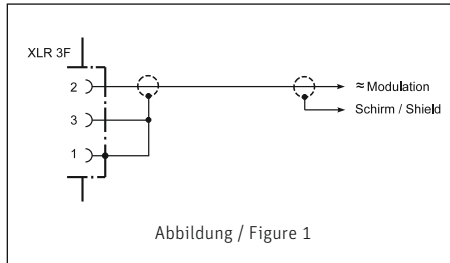 XLR 3F
2
≈ Modulation
Schirm / Shield
3
1
Abbildung / Figure 1